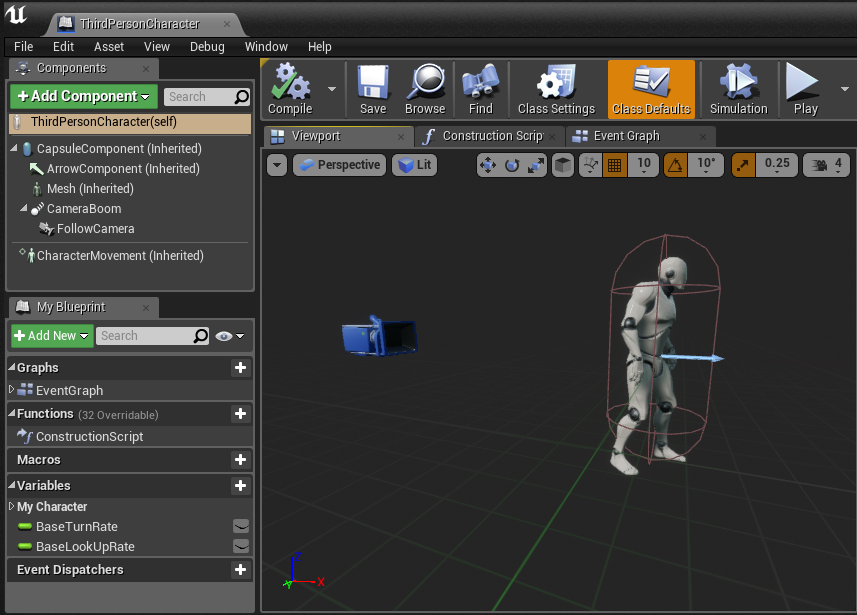 ThirdPersonCharacter
File Edit Asset View Debug Window Help
Components
+ Add Component
Search
ThirdPersonCharacter(self)
CapsuleComponent (Inherited)
ArrowComponent (Inherited)
Mesh (Inherited)
CameraBoom
FollowCamera
CharacterMovement (Inherited)
My Blueprint
+ Add New
Search
Graphs
EventGraph
Functions (32 Overridable)
ConstructionScript
Macros
Variables
My Character
BaseTurnRate
BaseLookUpRate
Event Dispatchers
Compile
Save
Browse
Find
Class Settings
Class Defaults
Simulation
Play
Viewport
Construction Scrip
Event Graph
Perspective
Lit
10
10°
0.25
4
Z
X
Y